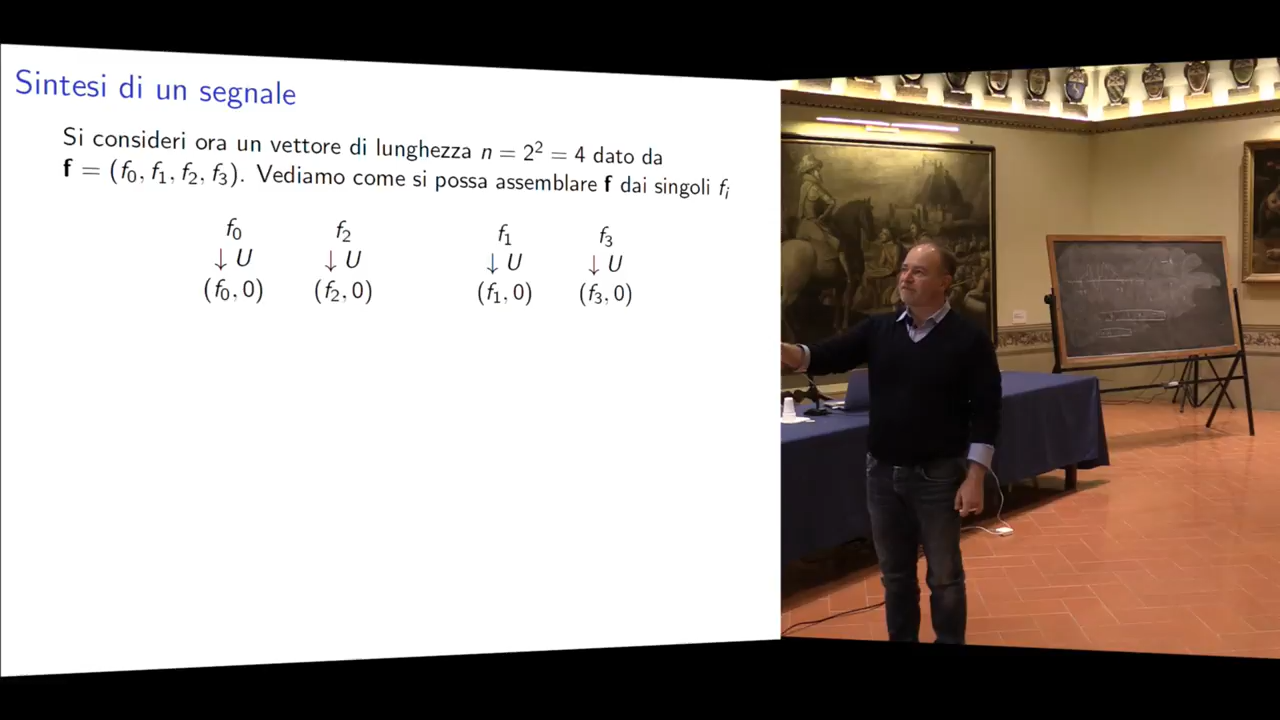 Sintesi di un segnale
Si consideri ora un vettore di lunghezza n = 2² = 4 dato da
f = (f₀, f₁, f₂, f₃). Vediamo come si possa assemblare f dai singoli fᵢ
f₀ f₂ f₁ f₃
↓ U ↓ U ↓ U ↓ U
(f₀, 0) (f₂, 0) (f₁, 0) (f₃, 0)